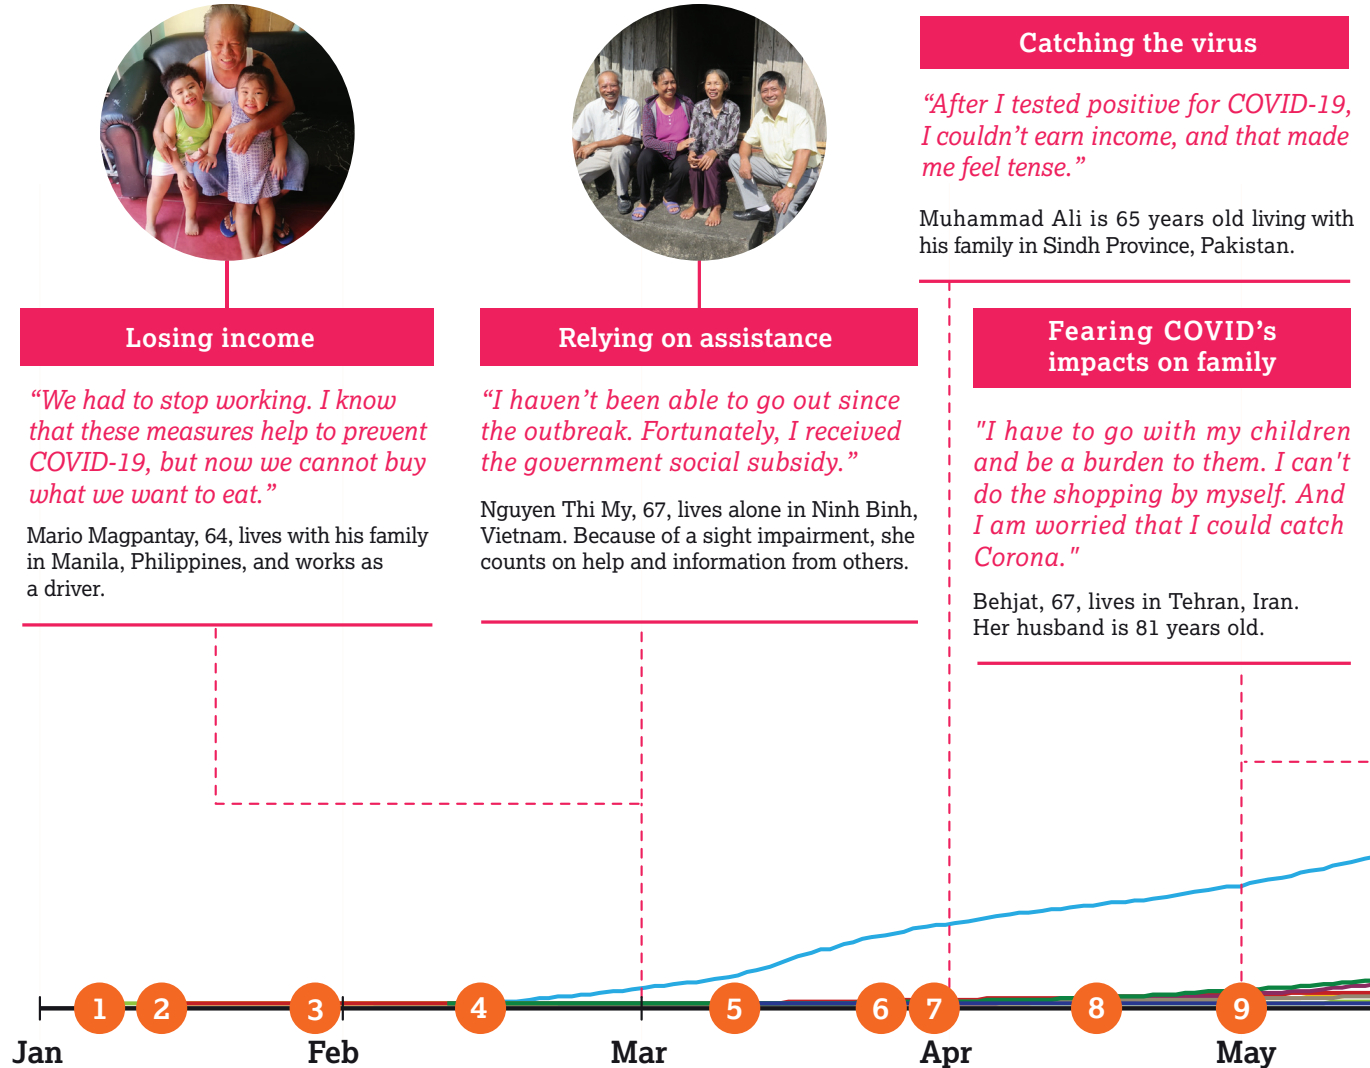 Catching the virus
“After I tested positive for COVID-19,
I couldn’t earn income, and that made
me feel tense.”
Muhammad Ali is 65 years old living with
his family in Sindh Province, Pakistan.
Losing income
“We had to stop working. I know
that these measures help to prevent
COVID-19, but now we cannot buy
what we want to eat.”
Mario Magpantay, 64, lives with his family
in Manila, Philippines, and works as
a driver.
Relying on assistance
“I haven’t been able to go out since
the outbreak. Fortunately, I received
the government social subsidy.”
Nguyen Thi My, 67, lives alone in Ninh Binh,
Vietnam. Because of a sight impairment, she
counts on help and information from others.
Fearing COVID’s
impacts on family
"I have to go with my children
and be a burden to them. I can't
do the shopping by myself. And
I am worried that I could catch
Corona."
Behjat, 67, lives in Tehran, Iran.
Her husband is 81 years old.
1 2 3 4 5 6 7 8 9
Jan Feb Mar Apr May